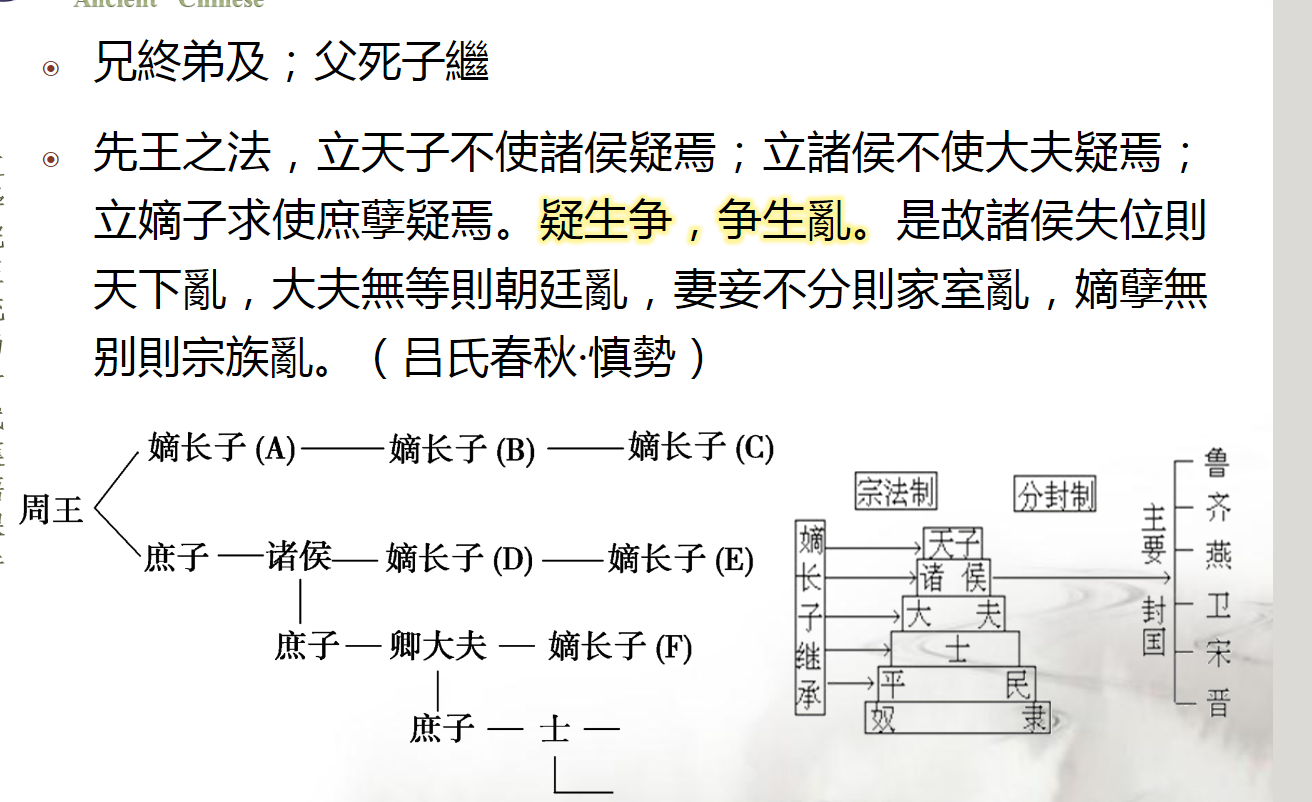 Ancient Chinese
兄終弟及；父死子繼
先王之法，立天子不使諸侯疑焉；立諸侯不使大夫疑焉；
立嫡子求使庶孽疑焉。疑生争，争生亂。是故諸侯失位則
天下亂，大夫無等則朝廷亂，妻妾不分則家室亂，嫡孽無
别則宗族亂。（吕氏春秋·慎勢）
周王
嫡长子(A)——嫡长子(B)——嫡长子(C)
庶子—诸侯—嫡长子(D)——嫡长子(E)
庶子—卿大夫—嫡长子(F)
庶子—士—
宗法制
分封制
嫡长子继承
天子
诸侯
大夫
士
平民
奴隶
主要封国
鲁
齐
燕
卫
宋
晋